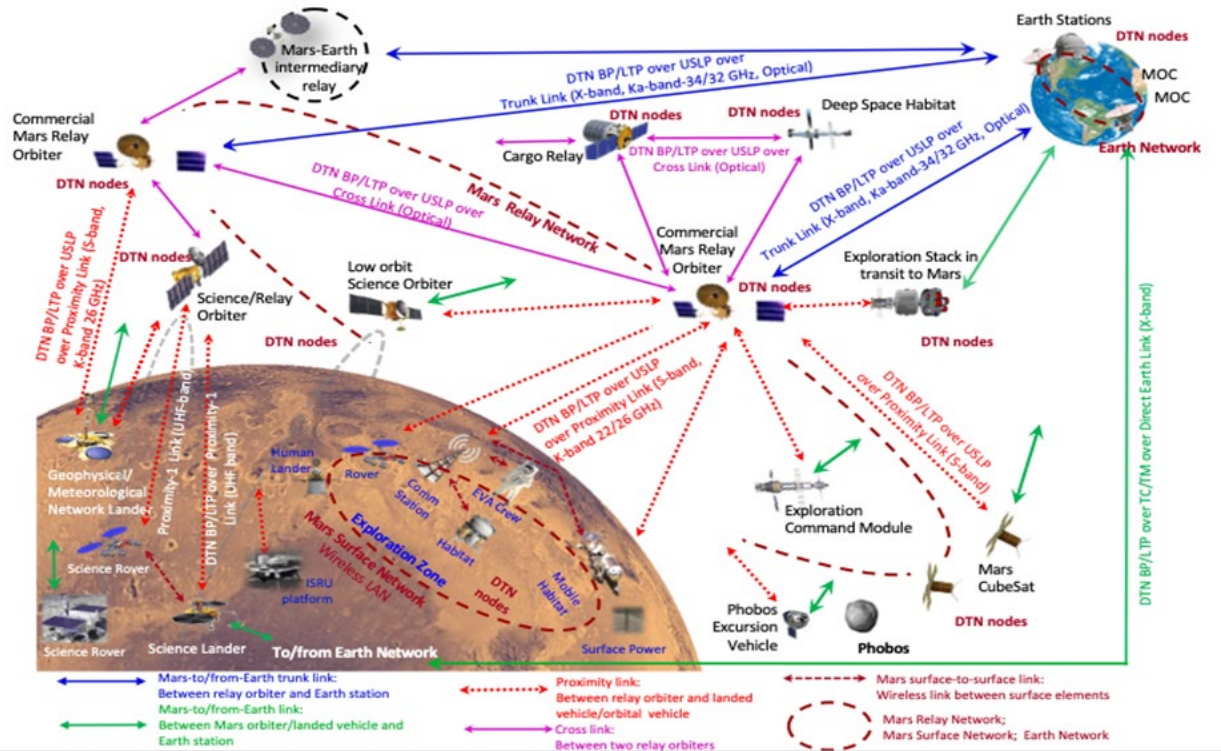 Earth Stations
DTN nodes
Mars-Earth
intermediary
relay
DTN BP/LTP over USLP over
Trunk Link (X-band, Ka-band-34/32 GHz, Optical)
MOC
MOC
Commercial
Mars Relay
Orbiter
DTN nodes
DTN nodes
DTN nodes
Deep Space Habitat
Cargo Relay
DTN BP/LTP over USLP over
Cross Link (Optical)
Earth Network
DTN nodes
DTN BP/LTP over USLP over
Cross Link (Optical)
Mars Relay Network
DTN BP/LTP over USLP over
Trunk Link (X-band, Ka-band-34/32 GHz, Optical)
Commercial
Mars Relay
Orbiter
DTN nodes
Exploration Stack in
transit to Mars
DTN nodes
Science/Relay
Orbiter
Low orbit
Science Orbiter
DTN nodes
DTN nodes
DTN BP/LTP over USLP
over Proximity Link (S-band,
K-band 26 GHz)
DTN BP/LTP over USLP
over Proximity Link (S-band,
K-band 22/26 GHz)
DTN BP/LTP over USLP
over Proximity Link (S-band)
DTN BP/LTP over TC/TM over Direct Earth Link (X-band)
Proximity-1 Link (UHF-band)
DTN BP/LTP over Proximity-1
Link (UHF band)
Geophysical/
Meteorological
Network Lander
Human
Lander
Rover
Comm
Station
EVA Crew
Habitat
Exploration Zone
Mars Surface Network
Wireless LAN
DTN
nodes
Mobile
Habitat
Science Rover
ISRU
platform
Exploration
Command Module
Mars
CubeSat
DTN nodes
Phobos
Excursion
Vehicle
Phobos
Science Rover
Science Lander
To/from Earth Network
Surface Power
Mars-to/from-Earth trunk link:
Between relay orbiter and Earth station
Mars-to/from-Earth link:
Between Mars orbiter/landed vehicle and
Earth station
Proximity link:
Between relay orbiter and landed
vehicle/orbital vehicle
Cross link:
Between two relay orbiters
Mars surface-to-surface link:
Wireless link between surface elements
Mars Relay Network;
Mars Surface Network; Earth Network